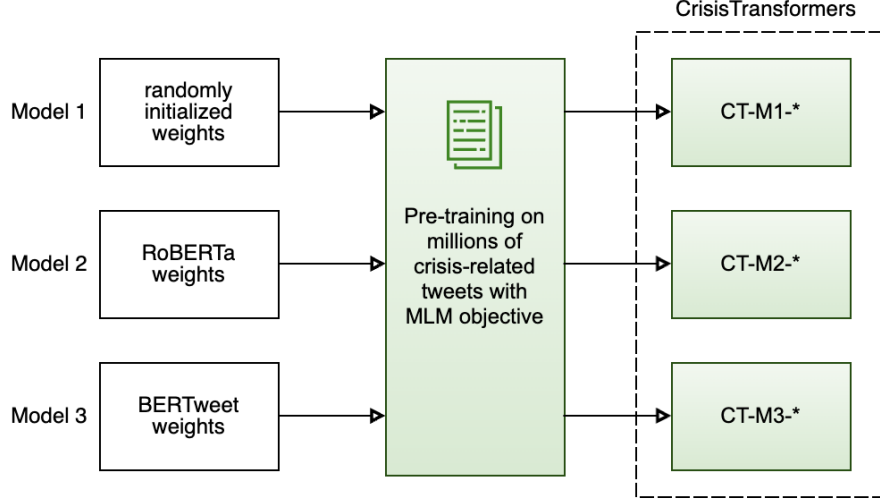 CrisisTransformers
Model 1
randomly
initialized
weights
CT-M1-*
Pre-training on
millions of
crisis-related
tweets with
MLM objective
Model 2
RoBERTa
weights
CT-M2-*
Model 3
BERTweet
weights
CT-M3-*